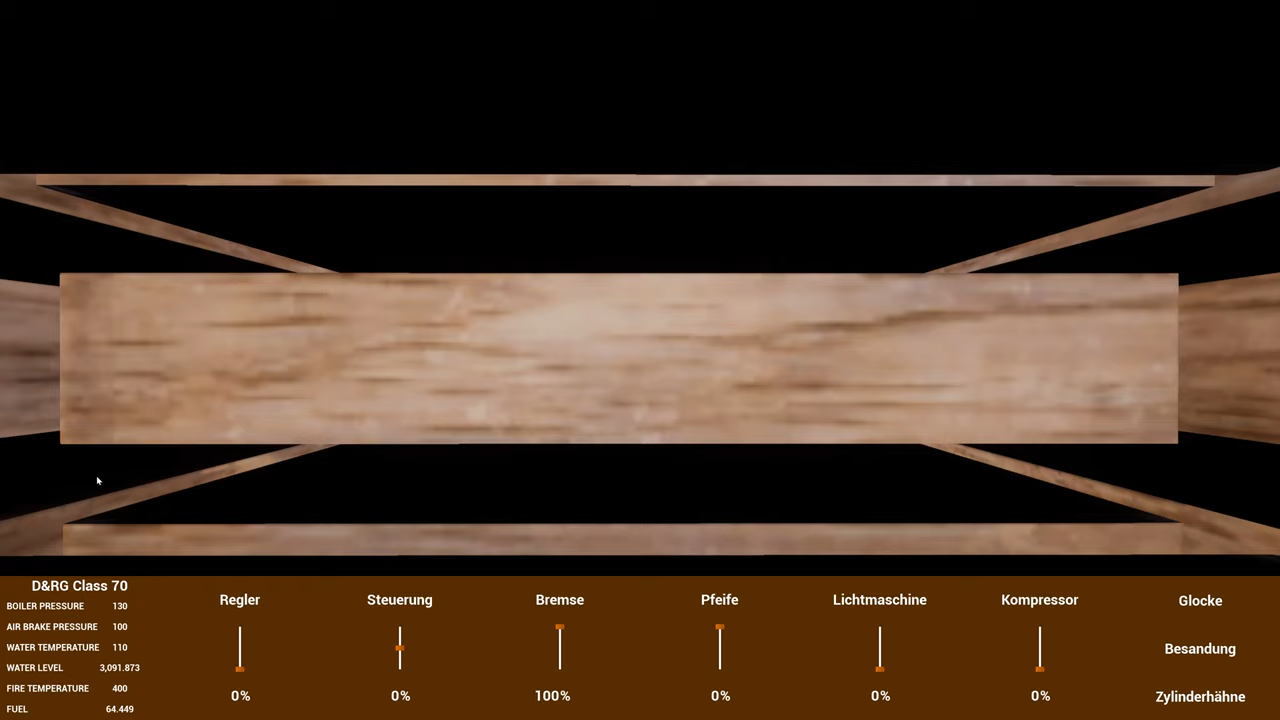 D&RG Class 70
BOILER PRESSURE 130
AIR BRAKE PRESSURE 100
WATER TEMPERATURE 110
WATER LEVEL 3,091.873
FIRE TEMPERATURE 400
FUEL 64.449
Regler
0%
Steuerung
0%
Bremse
100%
Pfeife
0%
Lichtmaschine
0%
Kompressor
0%
Glocke
Besandung
Zylinderhähne